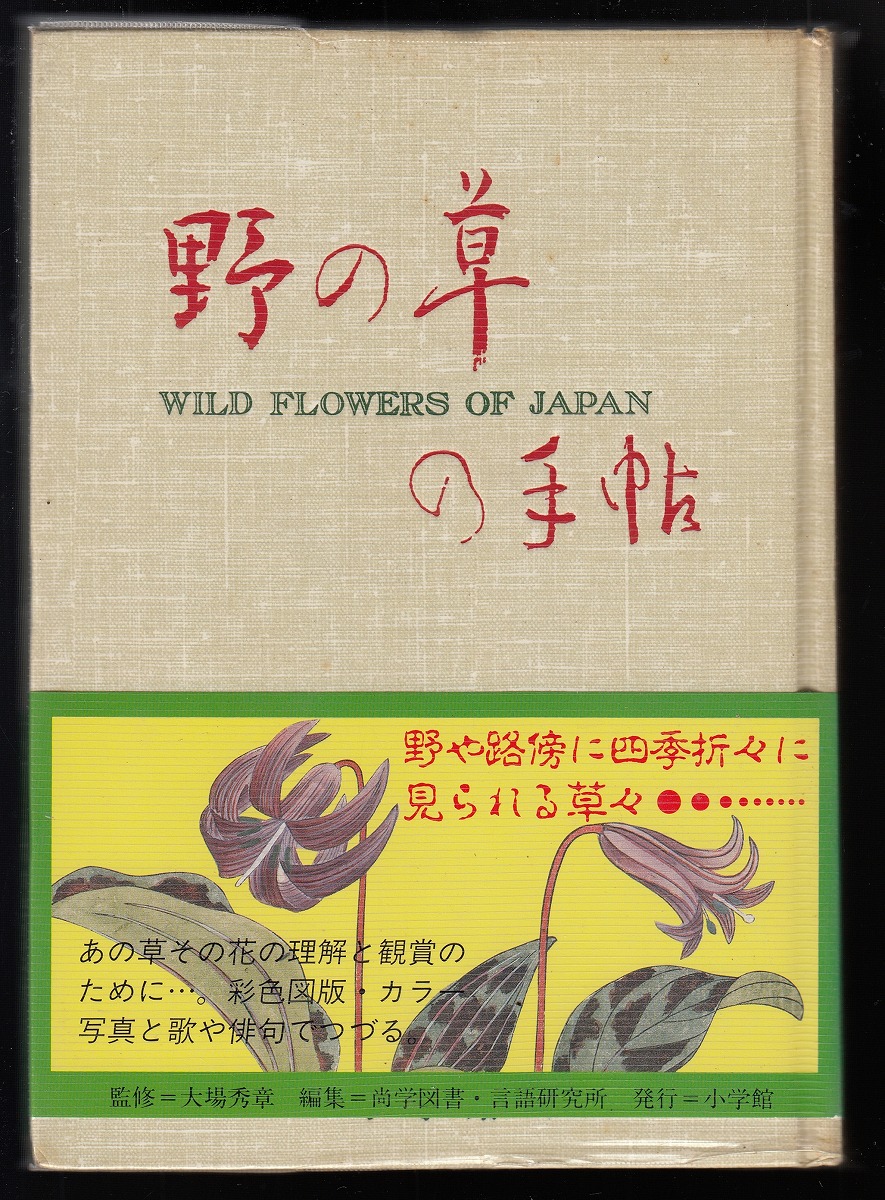 野の草
WILD FLOWERS OF JAPAN
の手帖
野や路傍に四季折々に
見られる草々●●●・・・・・・・・
あの草その花の理解と観賞の
ために…。彩色図版・カラー
写真と歌や俳句でつづる。
監修＝大場秀章　編集＝尚学図書・言語研究所　発行＝小学館